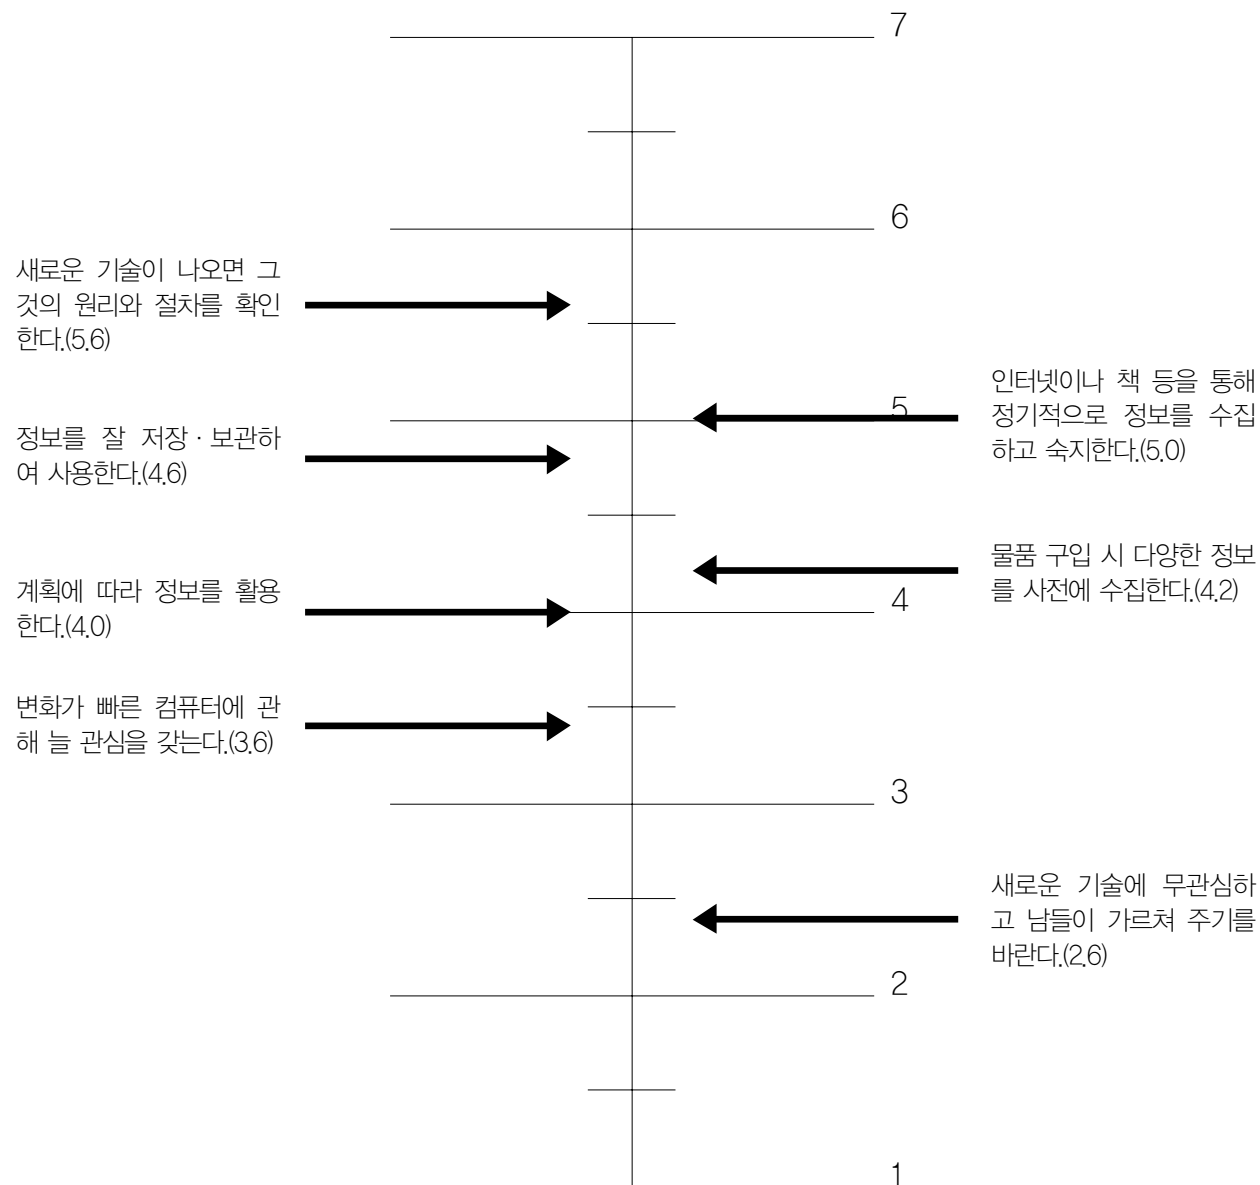 7
6
새로운 기술이 나오면 그
것의 원리와 절차를 확인
한다.(5.6)
인터넷이나 책 등을 통해
정기적으로 정보를 수집
하고 숙지한다.(5.0)
5
정보를 잘 저장 · 보관하
여 사용한다.(4.6)
물품 구입 시 다양한 정보
를 사전에 수집한다.(4.2)
계획에 따라 정보를 활용
한다.(4.0)
4
변화가 빠른 컴퓨터에 관
해 늘 관심을 갖는다.(3.6)
3
새로운 기술에 무관심하
고 남들이 가르쳐 주기를
바란다.(2.6)
2
1